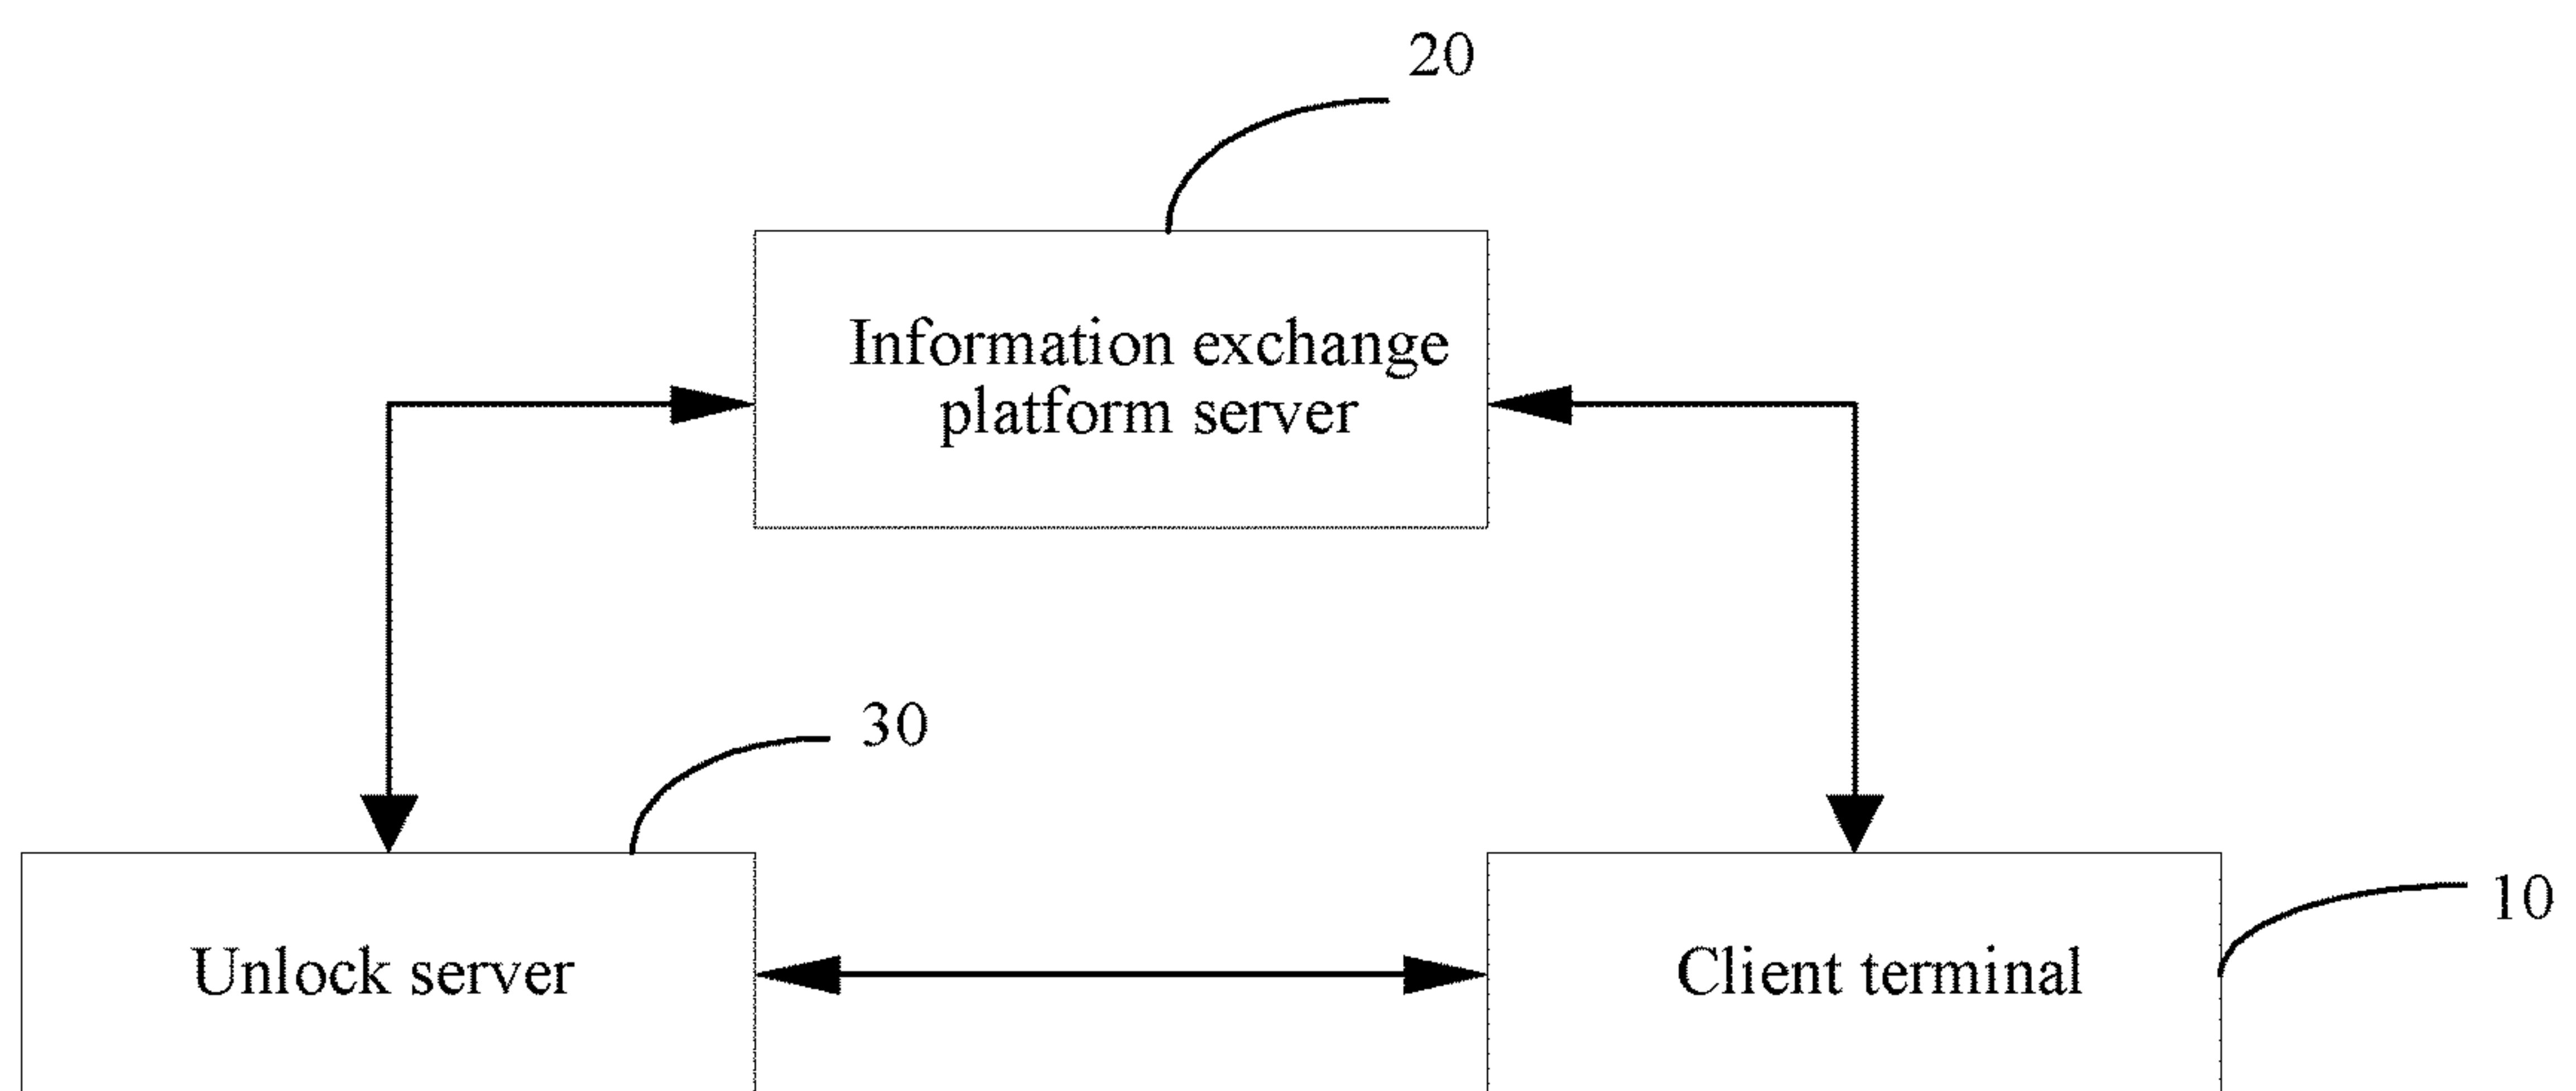 20
Information exchange
platform server
30
10
Unlock server
Client terminal